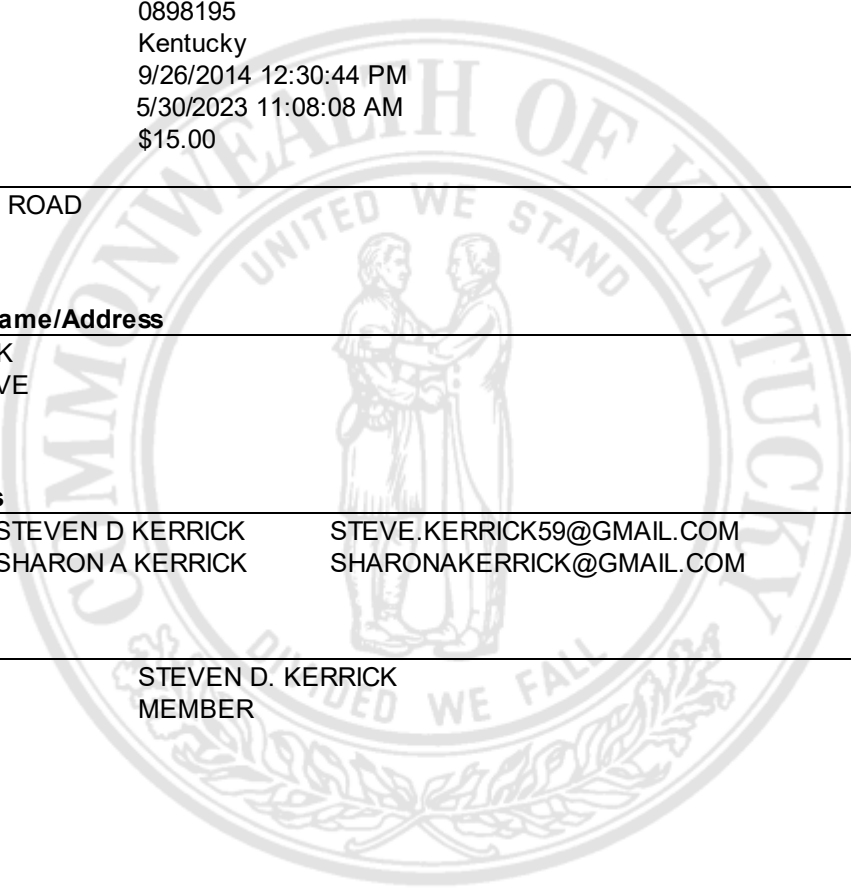 0898195
Kentucky
9/26/2014 12:30:44 PM
5/30/2023 11:08:08 AM
$15.00
ROAD
ame/Address
K
VE
s
STEVEN D KERRICK STEVE.KERRICK59@GMAIL.COM
SHARON A KERRICK SHARONAKERRICK@GMAIL.COM
STEVEN D. KERRICK
MEMBER
COMMONWEALTH OF KENTUCKY
UNITED WE STAND
DIVIDED WE FALL